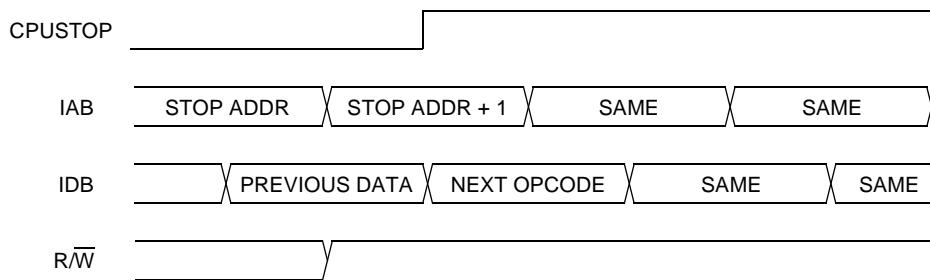 CPUSTOP
IAB STOP ADDR STOP ADDR + 1 SAME SAME
IDB PREVIOUS DATA NEXT OPCODE SAME SAME
R/W̅